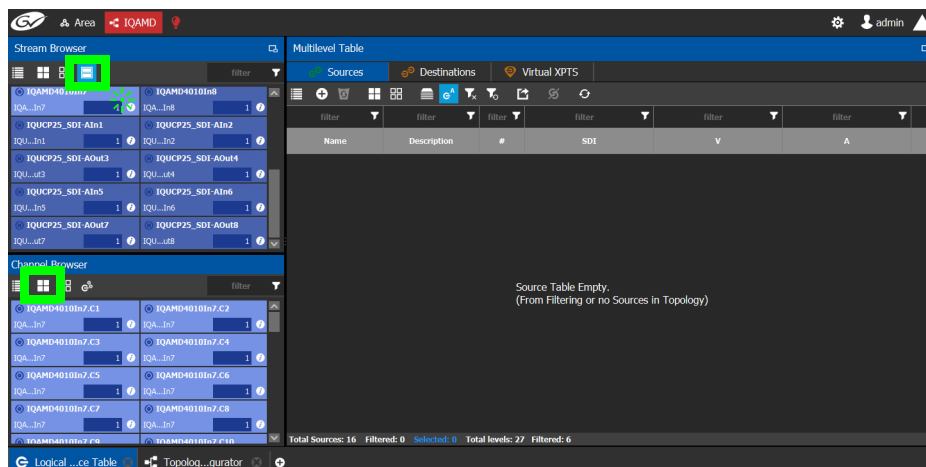 GV Area IQAMD admin
Stream Browser
filter
IQAMD4010In7 IQAMD4010In8
IQA...In7 1 IQA...In8 1
IQUCP25_SDI-AIn1 IQUCP25_SDI-AIn2
IQU...In1 1 IQU...In2 1
IQUCP25_SDI-AOut3 IQUCP25_SDI-AOut4
IQU...ut3 1 IQU...ut4 1
IQUCP25_SDI-AIn5 IQUCP25_SDI-AIn6
IQU...In5 1 IQU...In6 1
IQUCP25_SDI-AOut7 IQUCP25_SDI-AOut8
IQU...ut7 1 IQU...ut8 1
Channel Browser
filter
IQAMD4010In7.C1 IQAMD4010In7.C2
IQA...In7 1 IQA...In7 1
IQAMD4010In7.C3 IQAMD4010In7.C4
IQA...In7 1 IQA...In7 1
IQAMD4010In7.C5 IQAMD4010In7.C6
IQA...In7 1 IQA...In7 1
IQAMD4010In7.C7 IQAMD4010In7.C8
IQA...In7 1 IQA...In7 1
IQAMD4010In7.C9 IQAMD4010In7.C10
Multilevel Table
Sources Destinations Virtual XPTS
filter filter filter filter filter filter
Name Description # SDI V A
Source Table Empty.
(From Filtering or no Sources in Topology)
Total Sources: 16 Filtered: 0 Selected: 0 Total levels: 27 Filtered: 6
Logical ...ce Table Topolog...gurator